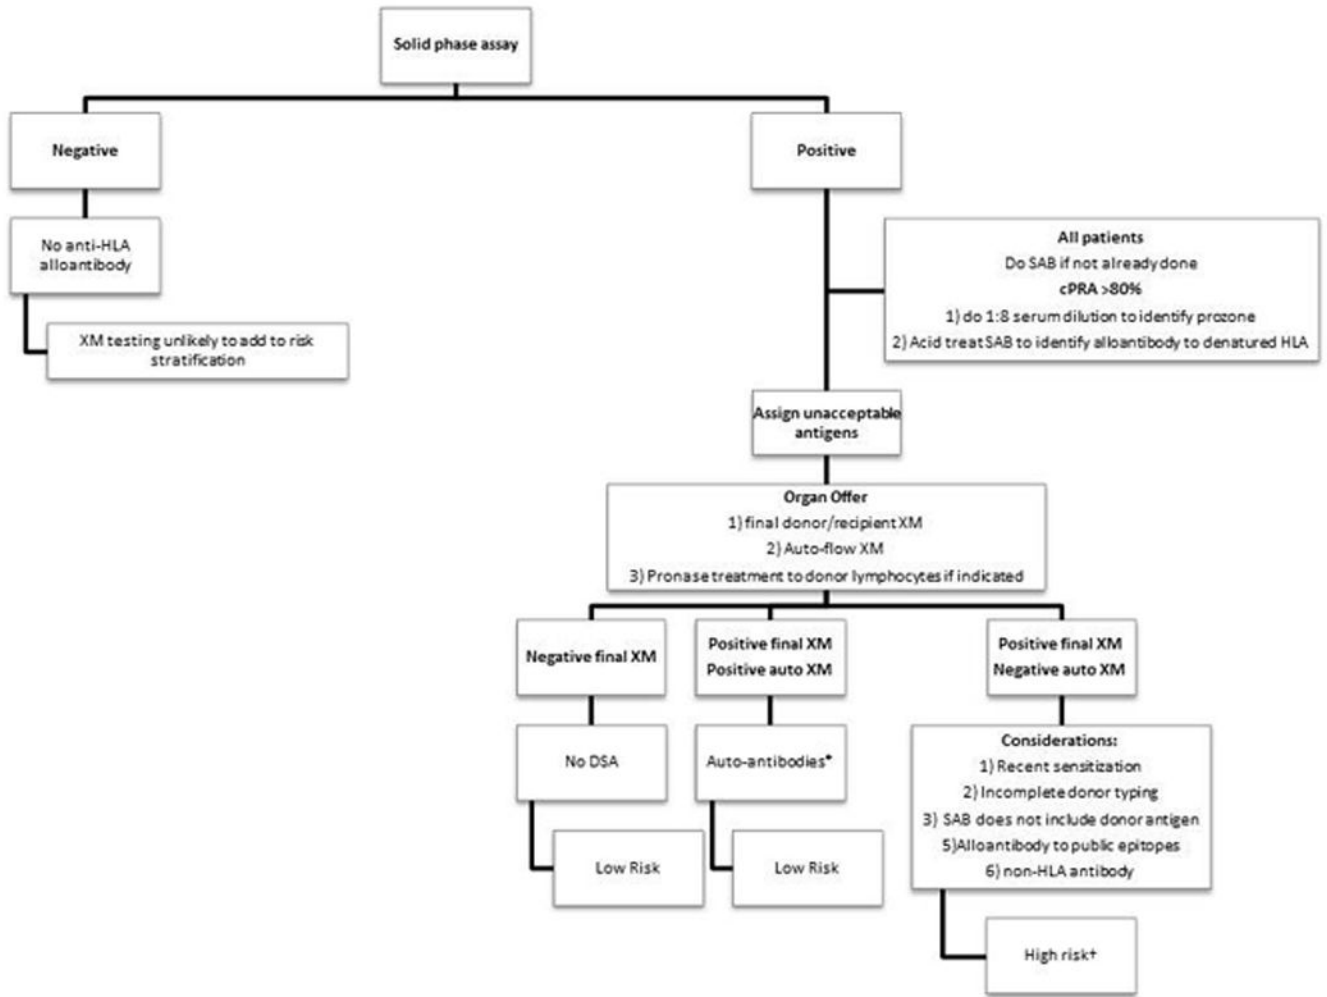 Solid phase assay
Negative
Positive
No anti-HLA
alloantibody
All patients
Do SAB if not already done
cPRA >80%
1) do 1:8 serum dilution to identify prozone
2) Acid treat SAB to identify alloantibody to denatured HLA
XM testing unlikely to add to risk
stratification
Assign unacceptable
antigens
Organ Offer
1) final donor/recipient XM
2) Auto-flow XM
3) Pronase treatment to donor lymphocytes if indicated
Negative final XM
Positive final XM
Positive auto XM
Positive final XM
Negative auto XM
No DSA
Auto-antibodies*
Considerations:
1) Recent sensitization
2) Incomplete donor typing
3) SAB does not include donor antigen
5)Alloantibody to public epitopes
6) non-HLA antibody
Low Risk
Low Risk
High risk+